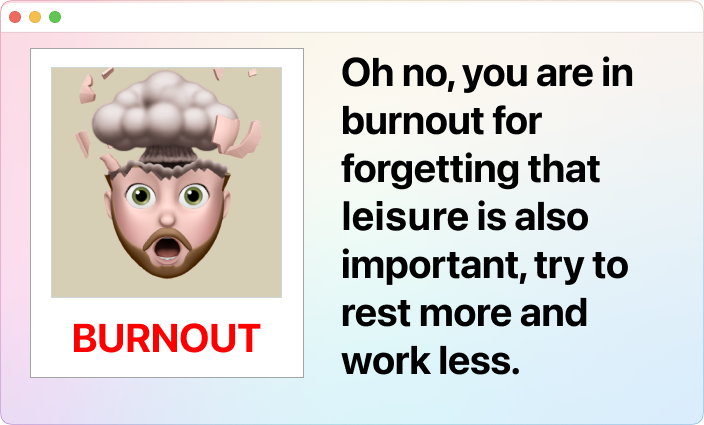 BURNOUT
Oh no, you are in
burnout for
forgetting that
leisure is also
important, try to
rest more and
work less.